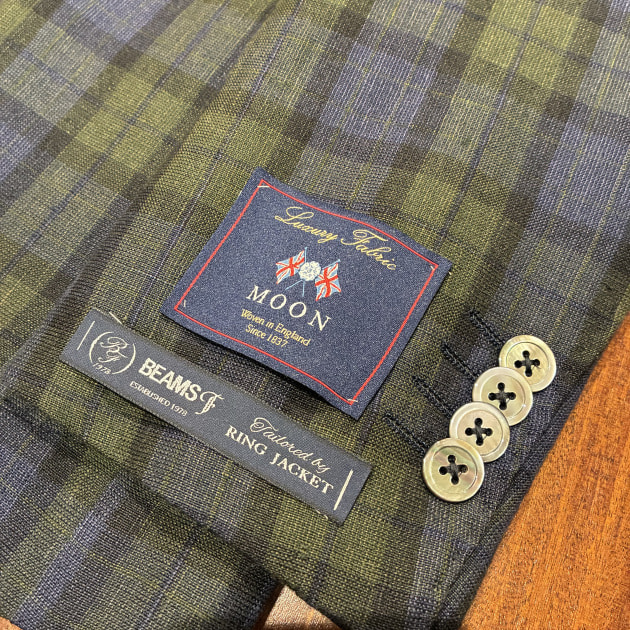 Luxury Fabric
MOON
Woven in England
Since 1837
BF
1978
BEAMS F
ESTABLISHED 1978
Tailored by
RING JACKET